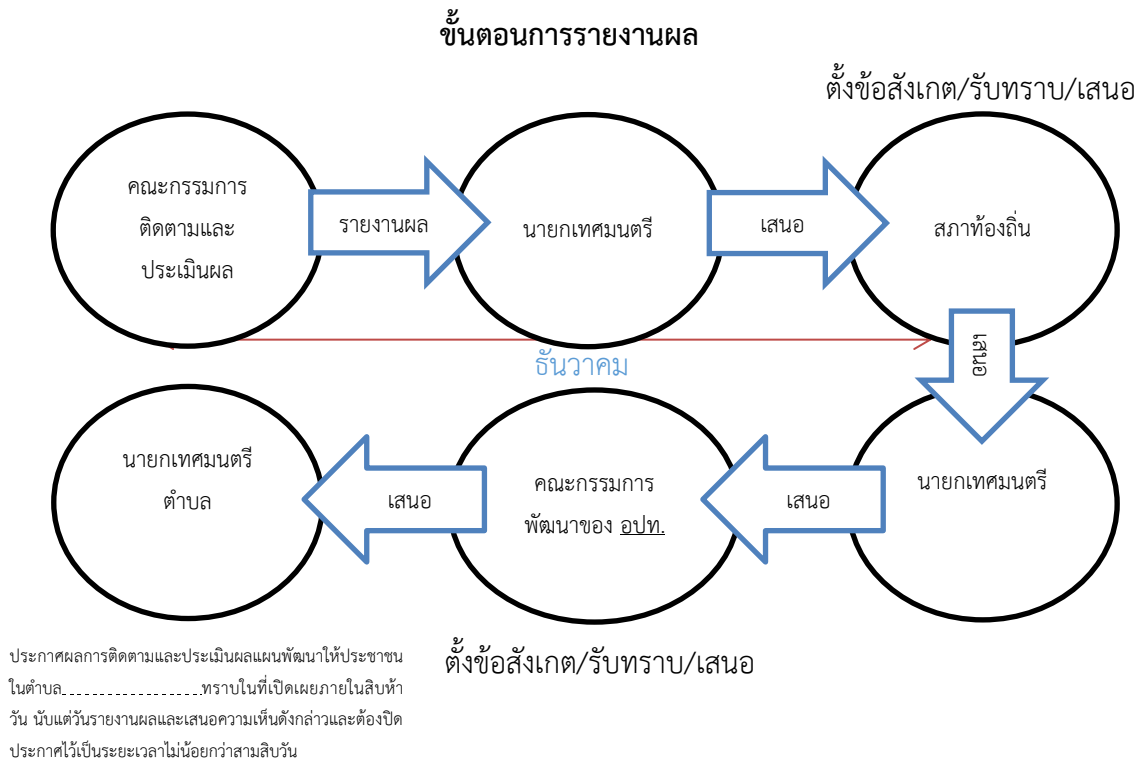 ขั้นตอนการรายงานผล
ตั้งข้อสังเกต/รับทราบ/เสนอ
คณะกรรมการ
ติดตามและ
ประเมินผล
รายงานผล
นายกเทศมนตรี
เสนอ
สภาท้องถิ่น
เสนอ
ธันวาคม
นายกเทศมนตรี
เสนอ
คณะกรรมการ
พัฒนาของ อปท.
เสนอ
นายกเทศมนตรี
ตำบล
ตั้งข้อสังเกต/รับทราบ/เสนอ
ประกาศผลการติดตามและประเมินผลแผนพัฒนาให้ประชาชน
ในตำบล....................ทราบในที่เปิดเผยภายในสิบห้า
วัน นับแต่วันรายงานผลและเสนอความเห็นดังกล่าวและต้องปิด
ประกาศไว้เป็นระยะเวลาไม่น้อยกว่าสามสิบวัน